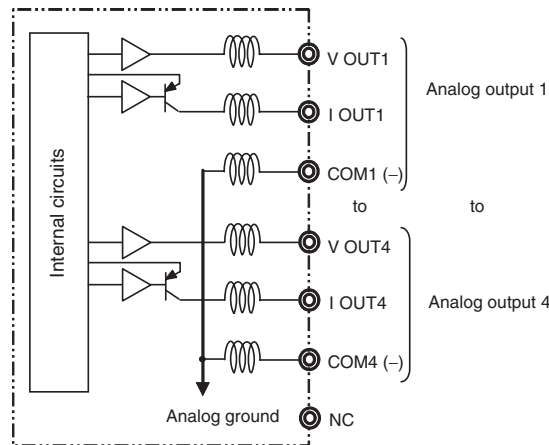 Internal circuits
V OUT1
I OUT1
COM1 (−)
Analog output 1
to
to
V OUT4
I OUT4
COM4 (−)
Analog output 4
Analog ground
NC